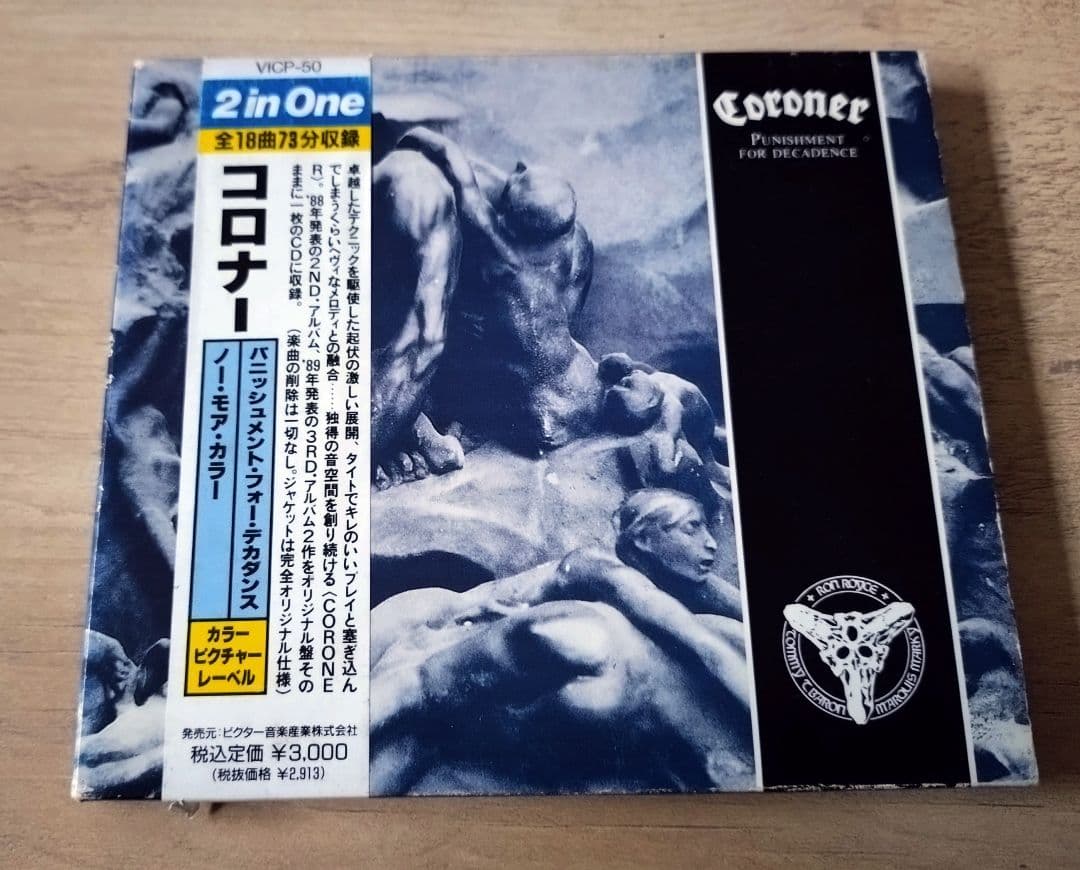 VICP-50
2 in One
全18曲73分収録
コロナー
パニッシュメント・フォー・デカダンス
ノー・モア・カラー
カラー
ピクチャー
レーベル
卓越したテクニックを駆使した起伏の激しい展開、タイトでキレのいいプレイと塞ぎ込ん
でしまうくらいヘヴィなメロディとの融合……独得の音空間を創り続ける〈CORONE
R〉。'88年発表の2ND.アルバム、'89年発表の3RD.アルバム2作をオリジナル盤その
ままに一枚のCDに収録。 (楽曲の削除は一切なし。ジャケットは完全オリジナル仕様)
発売元:ビクター音楽産業株式会社
税込定価 ¥3,000
(税抜価格 ¥2,913)
Coroner
PUNISHMENT
FOR DECADENCE
+ RON ROYCE +
TOMMY T. BARON
MARQUIS MARKY